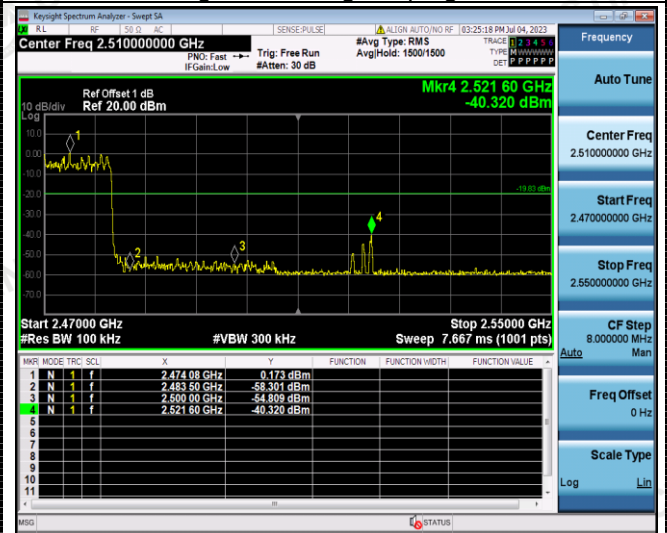 Keysight Spectrum Analyzer - Swept SA
RL RF 50 Ω AC SENSE:PULSE ALIGN AUTO/NO RF 03:25:18 PM Jul 04, 2023
Center Freq 2.510000000 GHz
PNO: Fast
IFGain:Low
Trig: Free Run
#Atten: 30 dB
#Avg Type: RMS
Avg|Hold: 1500/1500
TRACE 1 2 3 4 5 6
TYPE M W W W W W
DET P P P P P P
Ref Offset 1 dB
10 dB/div Ref 20.00 dBm
Log
Mkr4 2.521 60 GHz
-40.320 dBm
10.0
0.00
-10.0
-20.0
-30.0
-40.0
-50.0
-60.0
-70.0
1
2
3
4
-19.83 dBm
Start 2.47000 GHz Stop 2.55000 GHz
#Res BW 100 kHz #VBW 300 kHz Sweep 7.667 ms (1001 pts)
MKR MODE TRC SCL X Y FUNCTION FUNCTION WIDTH FUNCTION VALUE
1 N 1 f 2.474 08 GHz 0.173 dBm
2 N 1 f 2.483 50 GHz -58.301 dBm
3 N 1 f 2.500 00 GHz -54.809 dBm
4 N 1 f 2.521 60 GHz -40.320 dBm
5
6
7
8
9
10
11
MSG STATUS
Frequency
Auto Tune
Center Freq
2.510000000 GHz
Start Freq
2.470000000 GHz
Stop Freq
2.550000000 GHz
CF Step
8.000000 MHz
Auto Man
Freq Offset
0 Hz
Scale Type
Log Lin